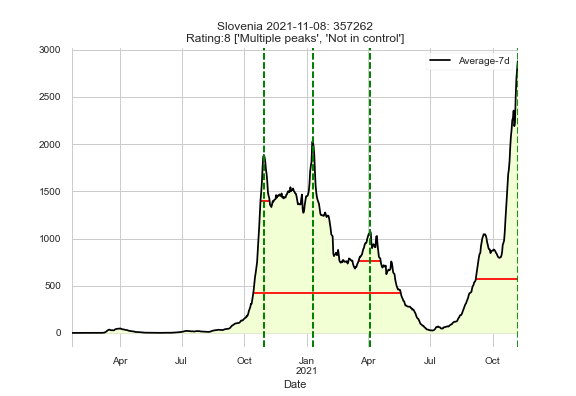 Slovenia 2021-11-08: 357262
Rating:8 ['Multiple peaks', 'Not in control']
3000
Average-7d
2500
2000
1500
1000
500
0
Apr Jul Oct Jan Apr Jul Oct
2021
Date